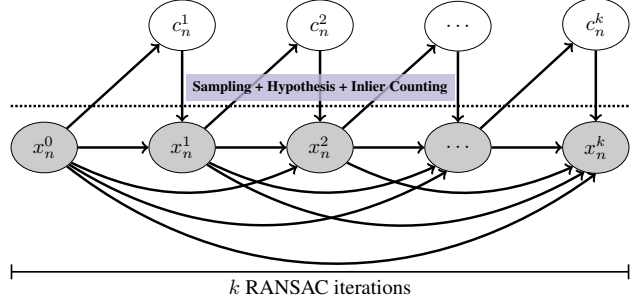 c_n^1 c_n^2 ⋯ c_n^k
Sampling + Hypothesis + Inlier Counting
x_n^0 x_n^1 x_n^2 ⋯ x_n^k
k RANSAC iterations